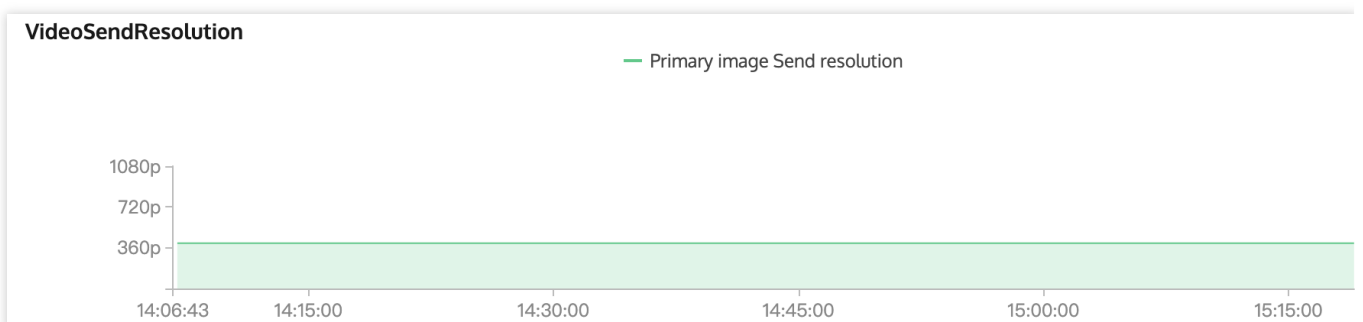 VideoSendResolution
Primary image Send resolution
1080p
720p
360p
14:06:43 14:15:00 14:30:00 14:45:00 15:00:00 15:15:00